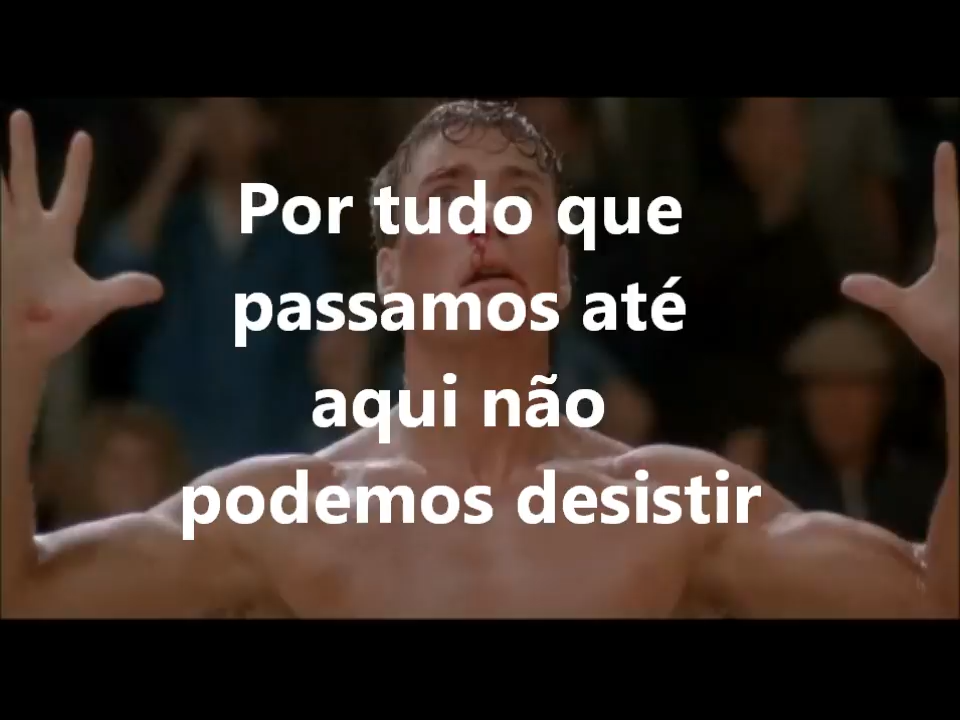 Por tudo que
passamos até
aqui não
podemos desistir